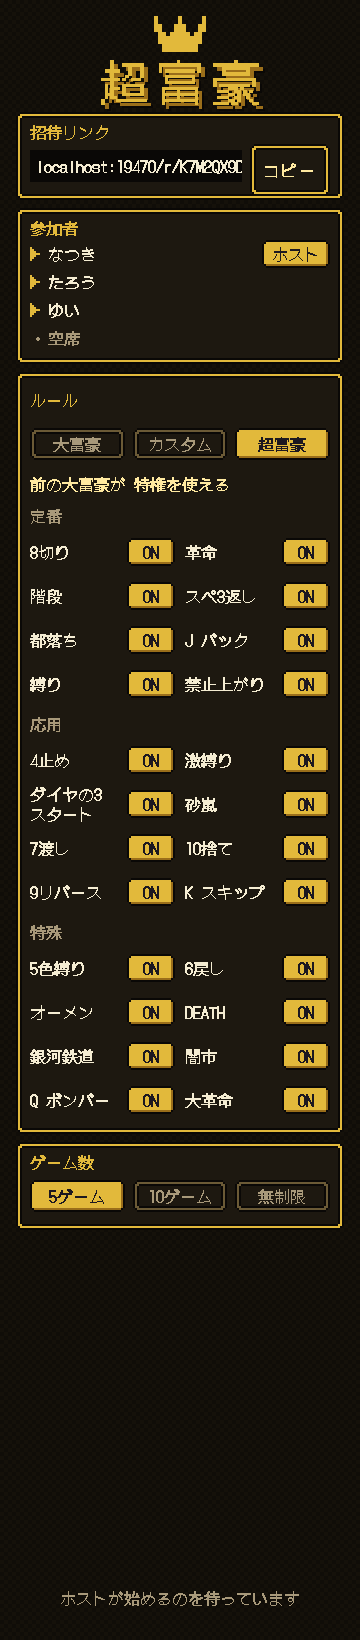 超富豪
招待リンク
localhost:19470/r/K7M2QX9D
コピー
参加者
なつき
ホスト
たろう
ゆい
・空席
ルール
大富豪 カスタム 超富豪
前の大富豪が 特権を使える
定番
8切り ON 革命 ON
階段 ON スペ3返し ON
都落ち ON J バック ON
縛り ON 禁止上がり ON
応用
4止め ON 激縛り ON
ダイヤの3
スタート ON 砂嵐 ON
7渡し ON 10捨て ON
9リバース ON K スキップ ON
特殊
5色縛り ON 6戻し ON
オーメン ON DEATH ON
銀河鉄道 ON 闇市 ON
Q ボンバー ON 大革命 ON
ゲーム数
5ゲーム 10ゲーム 無制限
ホストが始めるのを待っています